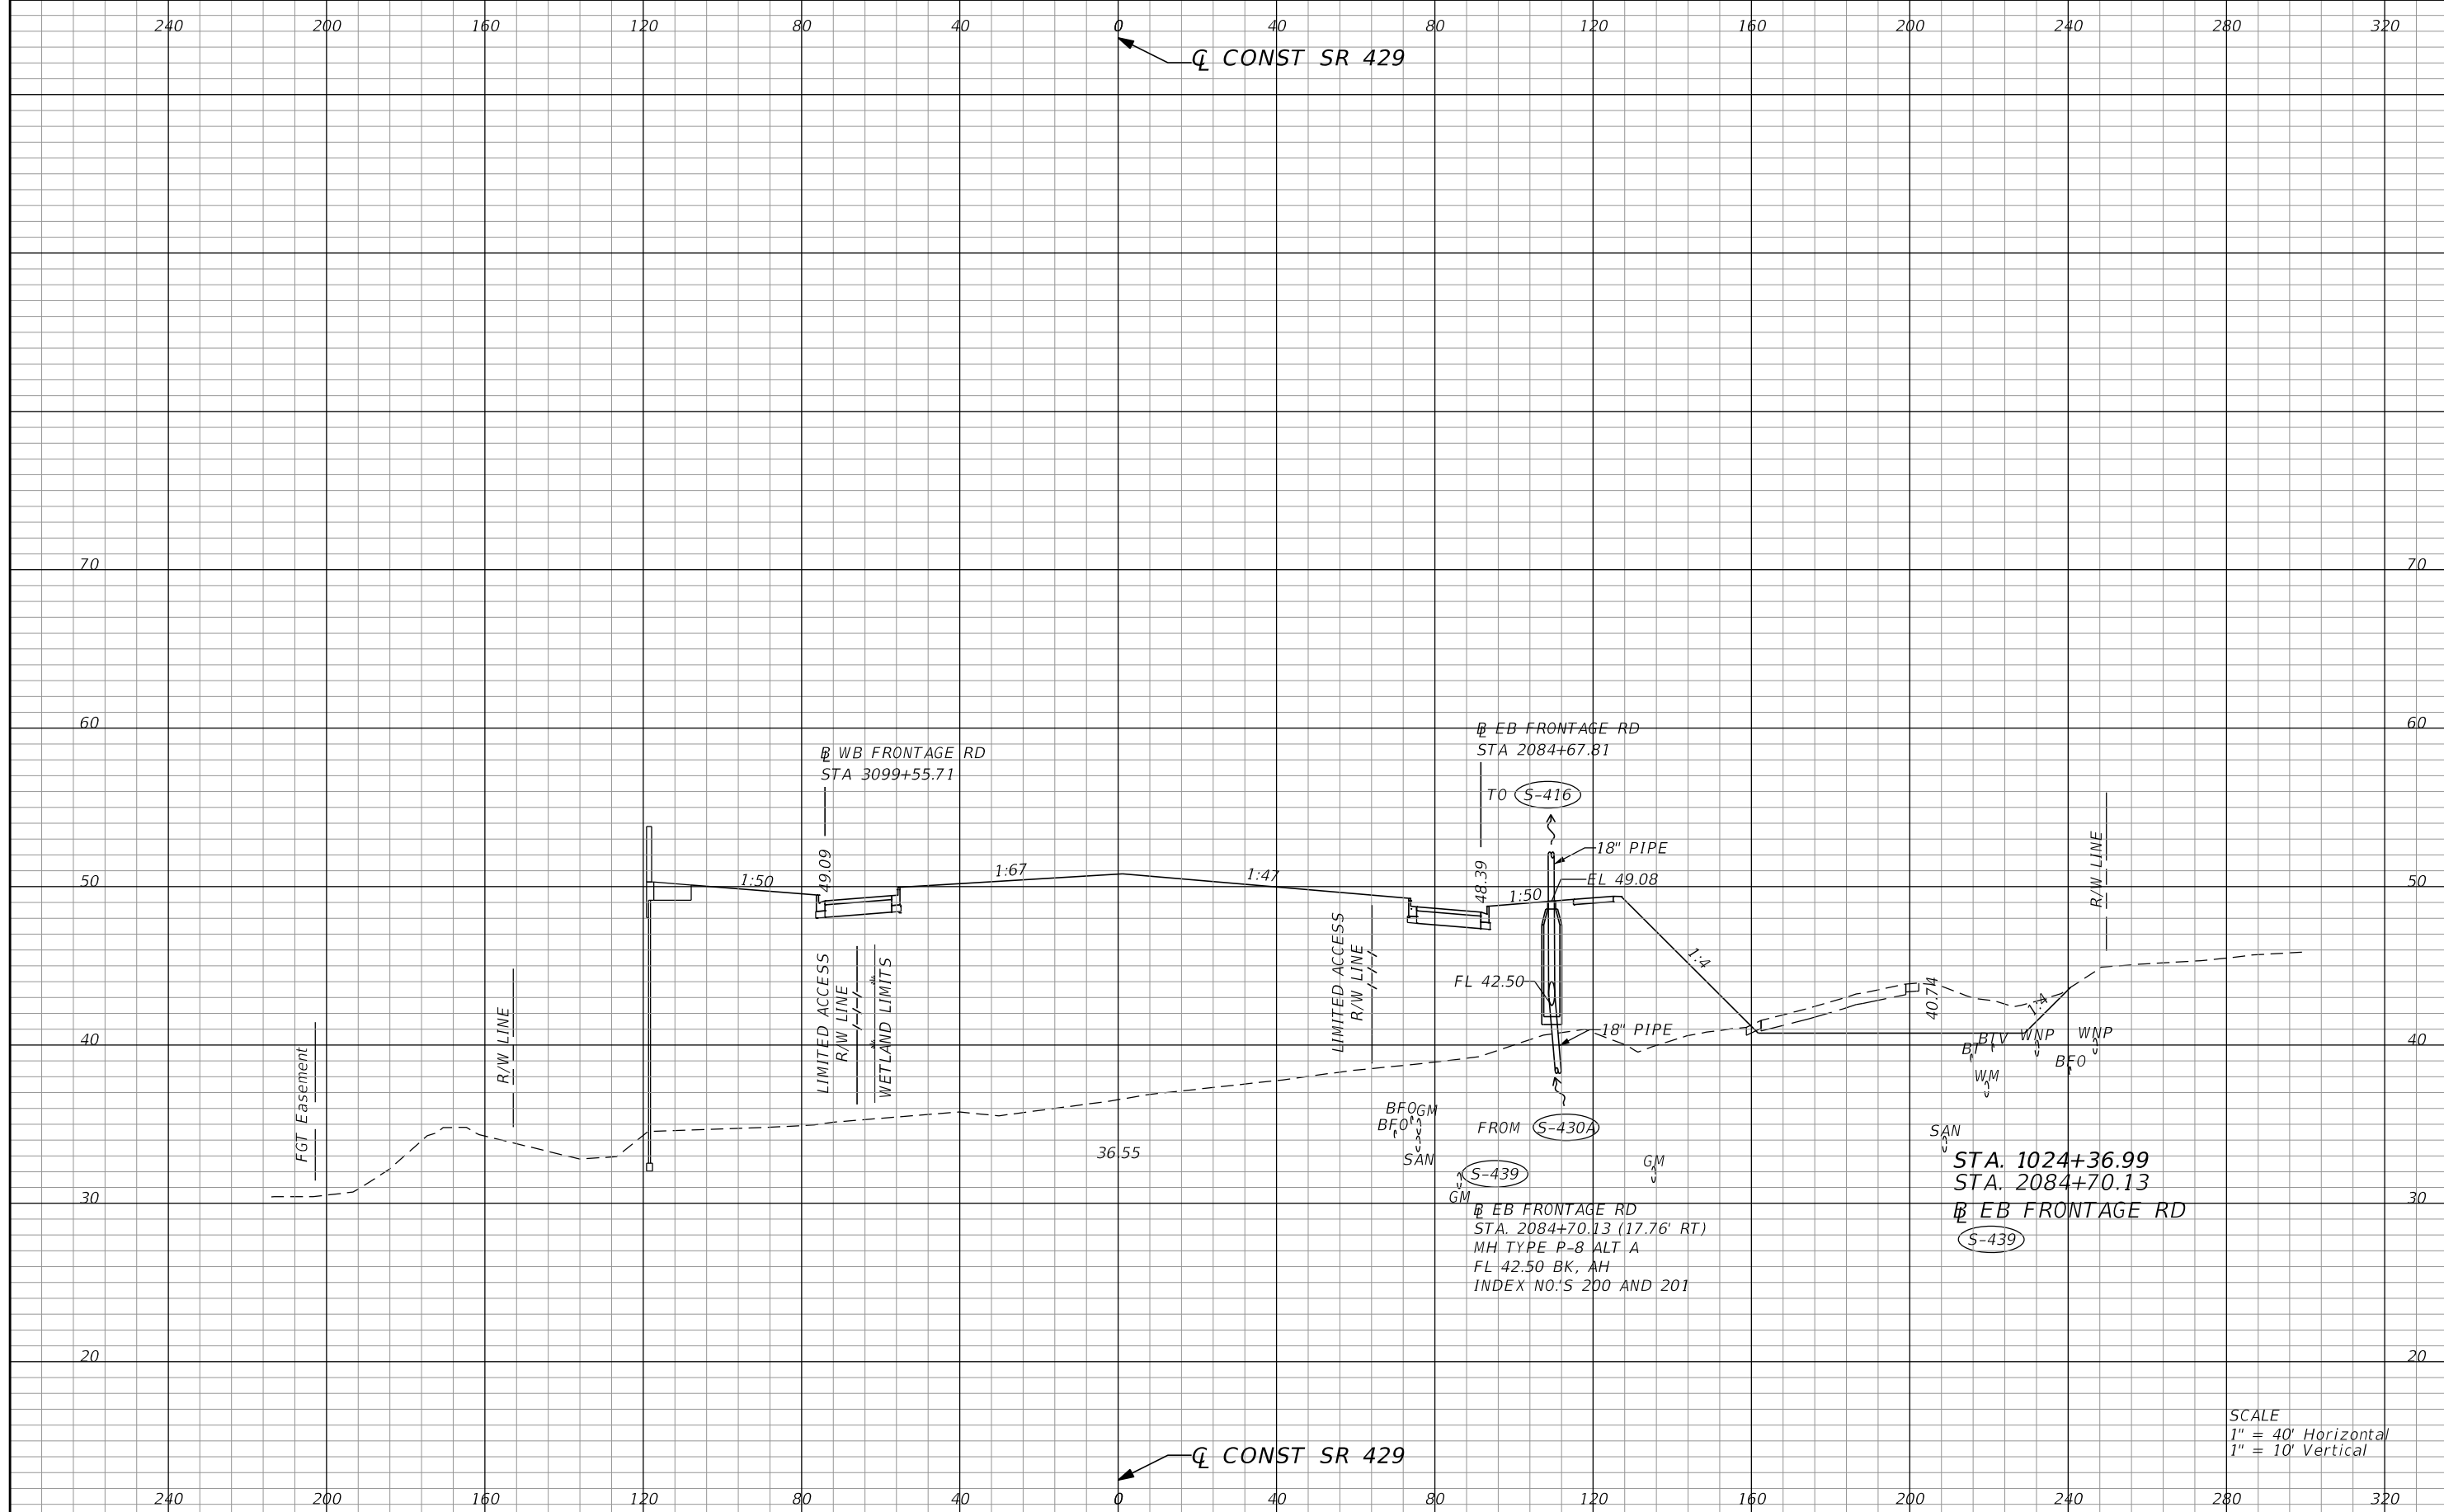 240 200 160 120 80 40 0 40 80 120 160 200 240 280 320
℄ CONST SR 429
70 70
60 60
℄ EB FRONTAGE RD
STA 2084+67.81
℄ WB FRONTAGE RD
STA 3099+55.71
TO S-416
18" PIPE
EL 49.08
50 50
1:50
49.09
1:67
1:47
48.39
1:50
1:4
R/W LINE
FL 42.50
18" PIPE
40.74
1:4
FGT Easement
R/W LINE
LIMITED ACCESS
R/W LINE
WETLAND LIMITS
LIMITED ACCESS
R/W LINE
40 40
BT
BTV
WNP
WNP
BFO
WM
BFO
GM
BFO
SAN
FROM S-430A
SAN
36.55
GM
S-439
GM
30 30
STA. 1024+36.99
STA. 2084+70.13
℄ EB FRONTAGE RD
S-439
℄ EB FRONTAGE RD
STA. 2084+70.13 (17.76' RT)
MH TYPE P-8 ALT A
FL 42.50 BK, AH
INDEX NO.'S 200 AND 201
20 20
SCALE
1" = 40' Horizontal
1" = 10' Vertical
℄ CONST SR 429
240 200 160 120 80 40 0 40 80 120 160 200 240 280 320